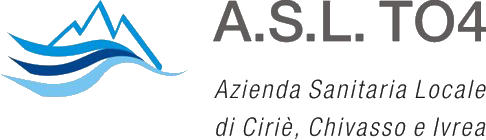 A.S.L. TO4
Azienda Sanitaria Locale
di Ciriè, Chivasso e Ivrea